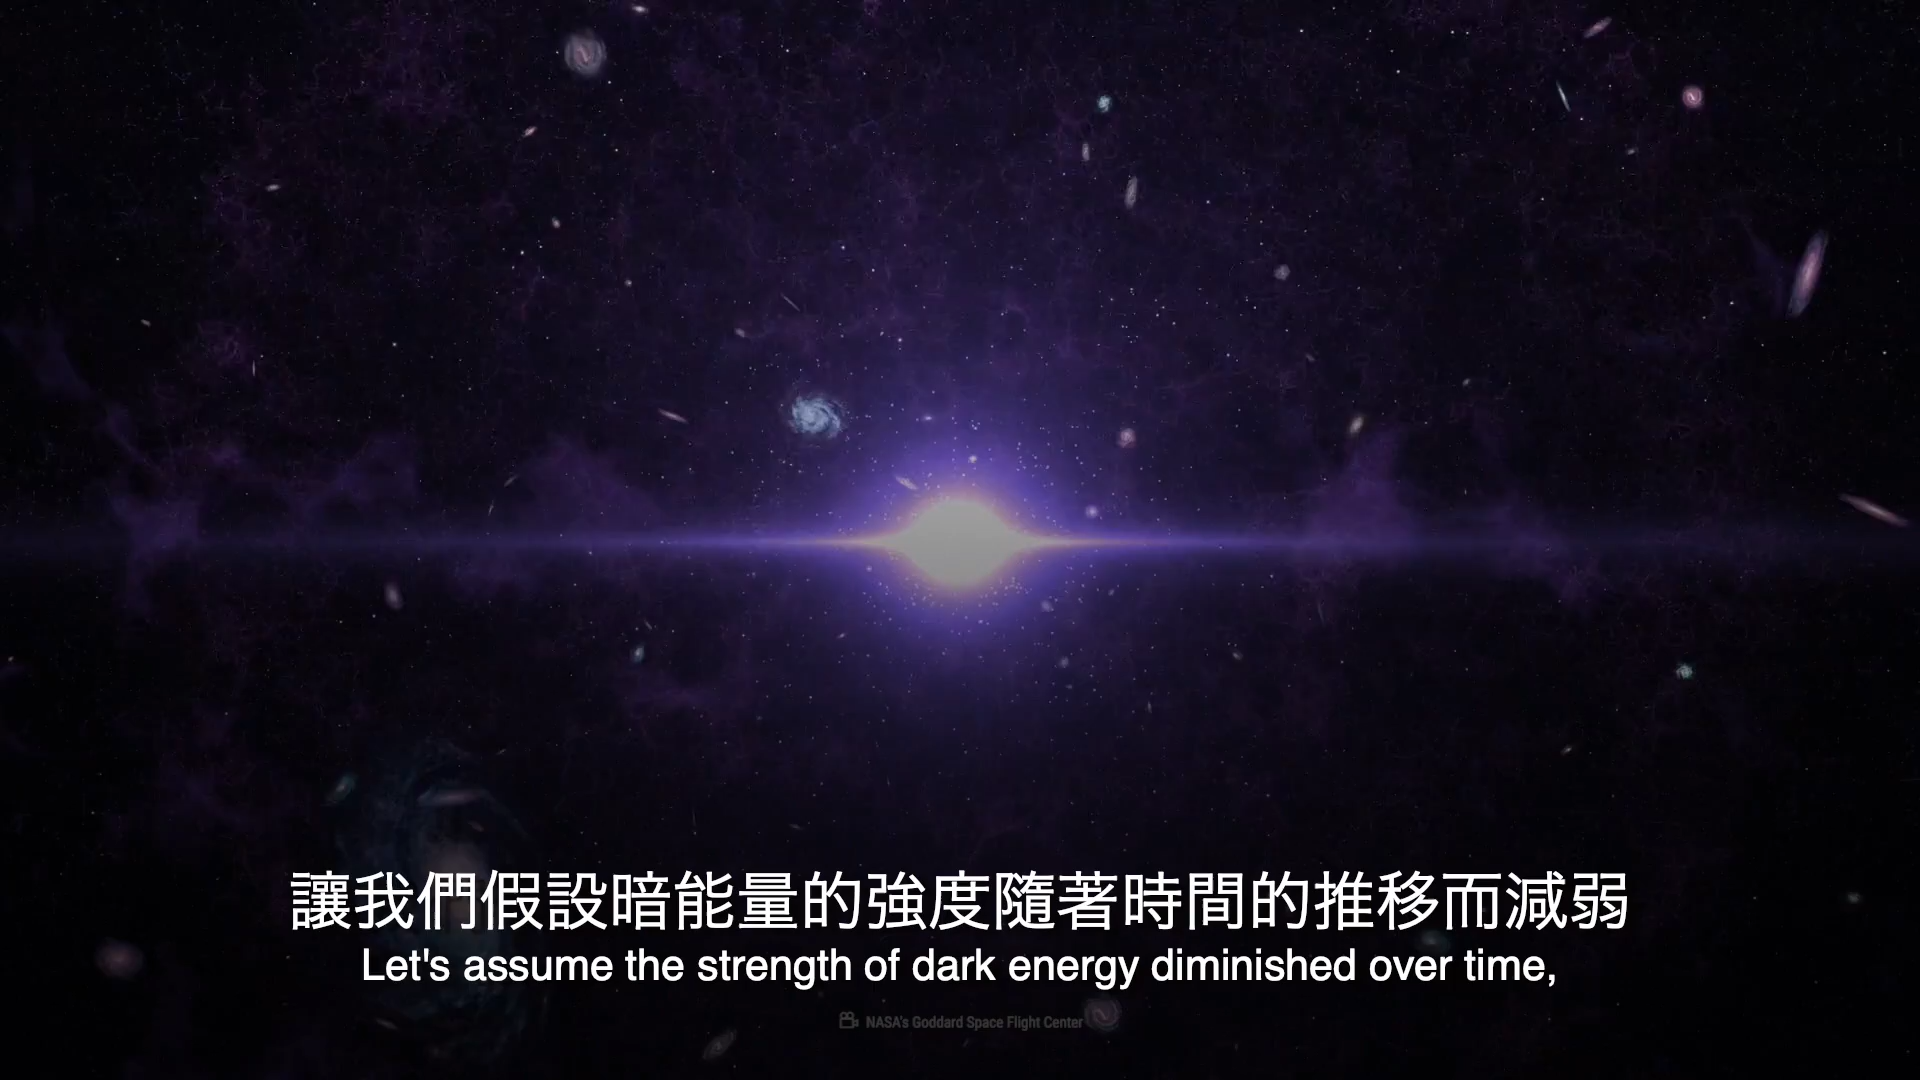 讓我們假設暗能量的強度隨著時間的推移而減弱
Let's assume the strength of dark energy diminished over time,
NASA's Goddard Space Flight Center